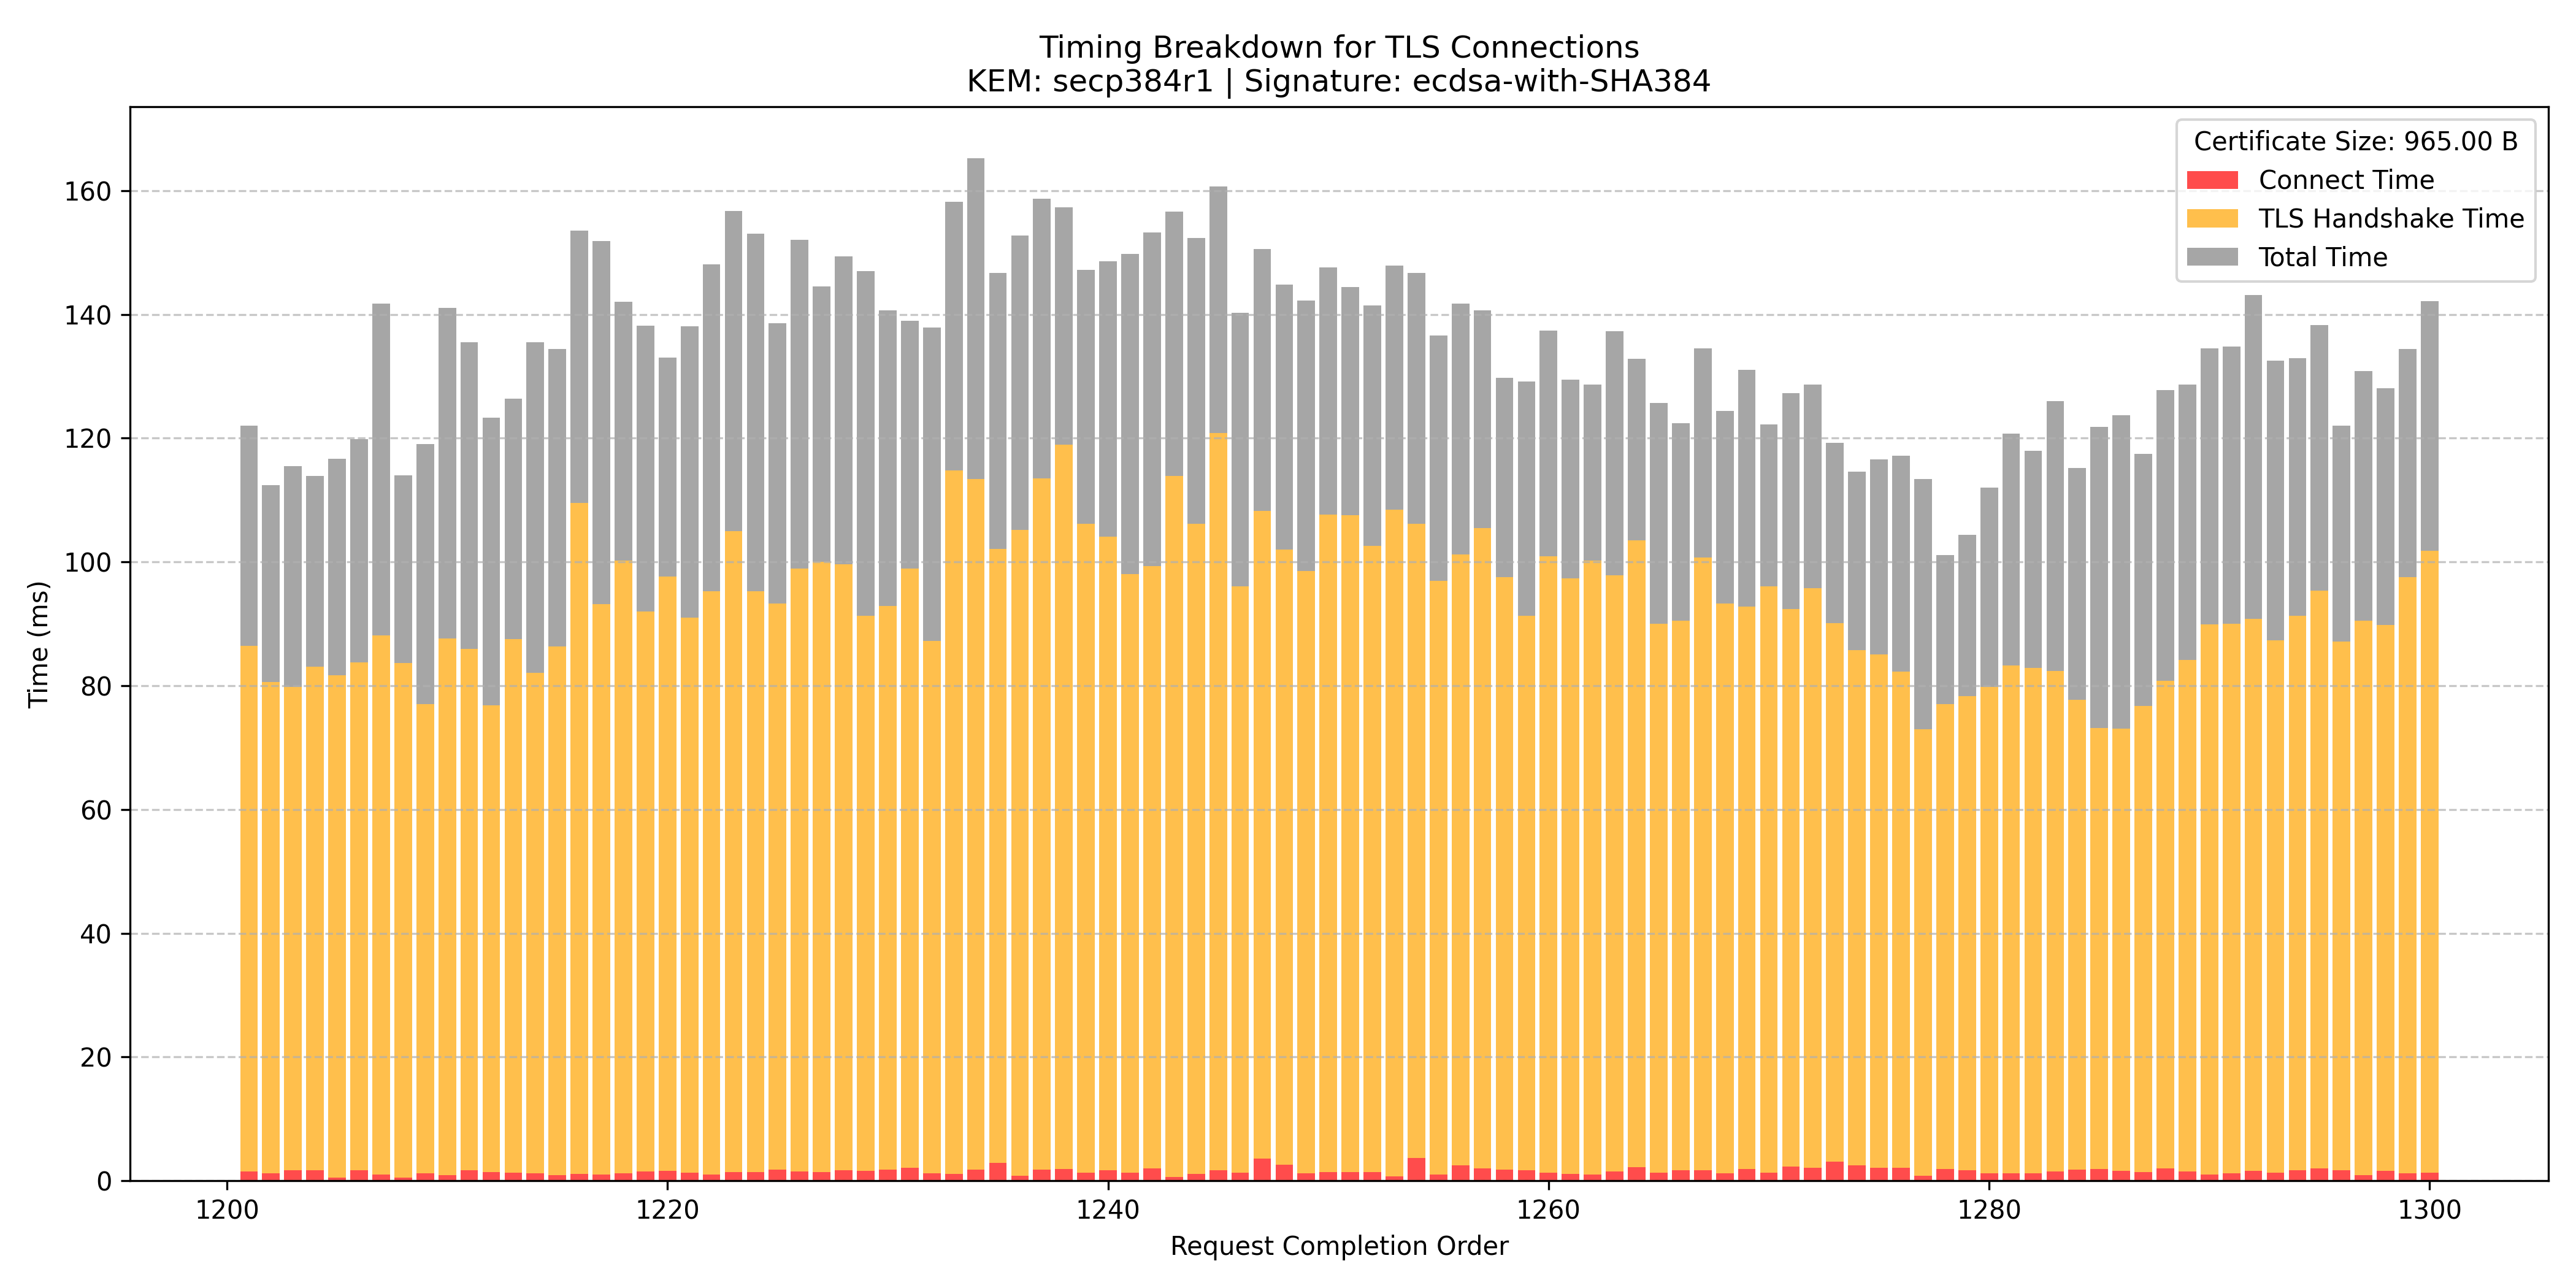 Timing Breakdown for TLS Connections
KEM: secp384r1 | Signature: ecdsa-with-SHA384
Certificate Size: 965.00 B
Connect Time
TLS Handshake Time
Total Time
Time (ms)
160
140
120
100
80
60
40
20
0
1200 1220 1240 1260 1280 1300
Request Completion Order